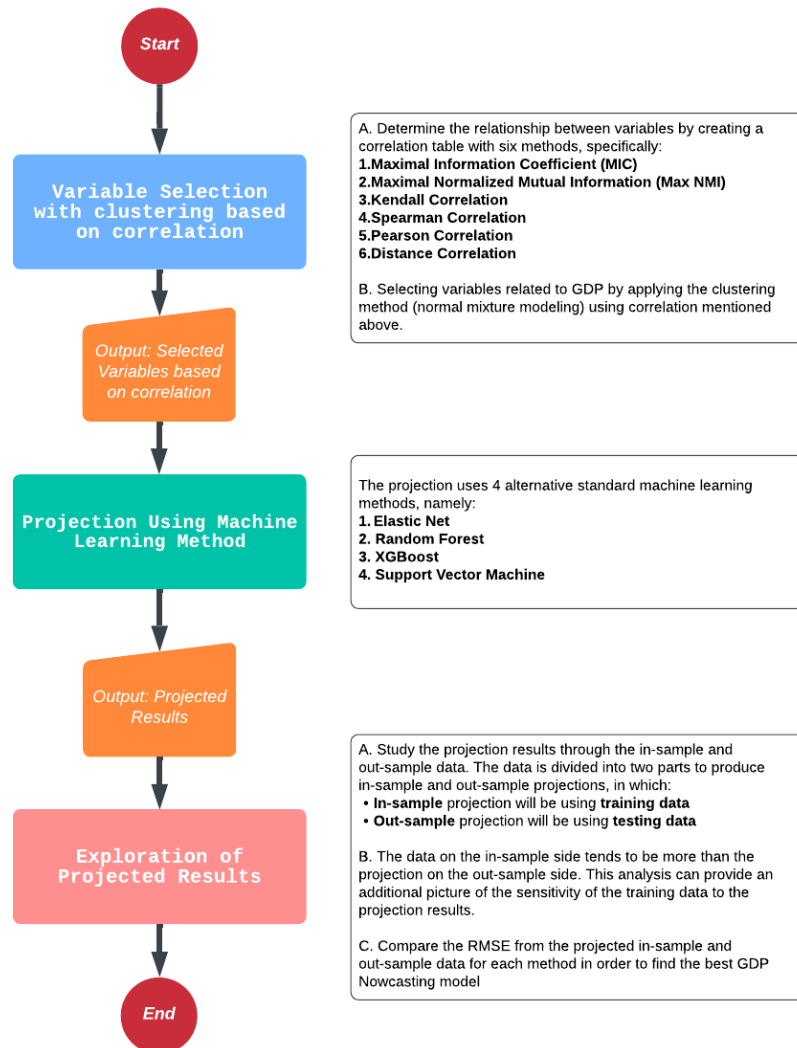 Start
Variable Selection
with clustering based
on correlation
A. Determine the relationship between variables by creating a
correlation table with six methods, specifically:
1.Maximal Information Coefficient (MIC)
2.Maximal Normalized Mutual Information (Max NMI)
3.Kendall Correlation
4.Spearman Correlation
5.Pearson Correlation
6.Distance Correlation
B. Selecting variables related to GDP by applying the clustering
method (normal mixture modeling) using correlation mentioned
above.
Output: Selected
Variables based
on correlation
Projection Using Machine
Learning Method
The projection uses 4 alternative standard machine learning
methods, namely:
1. Elastic Net
2. Random Forest
3. XGBoost
4. Support Vector Machine
Output: Projected
Results
Exploration of
Projected Results
A. Study the projection results through the in-sample and
out-sample data. The data is divided into two parts to produce
in-sample and out-sample projections, in which:
• In-sample projection will be using training data
• Out-sample projection will be using testing data
B. The data on the in-sample side tends to be more than the
projection on the out-sample side. This analysis can provide an
additional picture of the sensitivity of the training data to the
projection results.
C. Compare the RMSE from the projected in-sample and
out-sample data for each method in order to find the best GDP
Nowcasting model
End